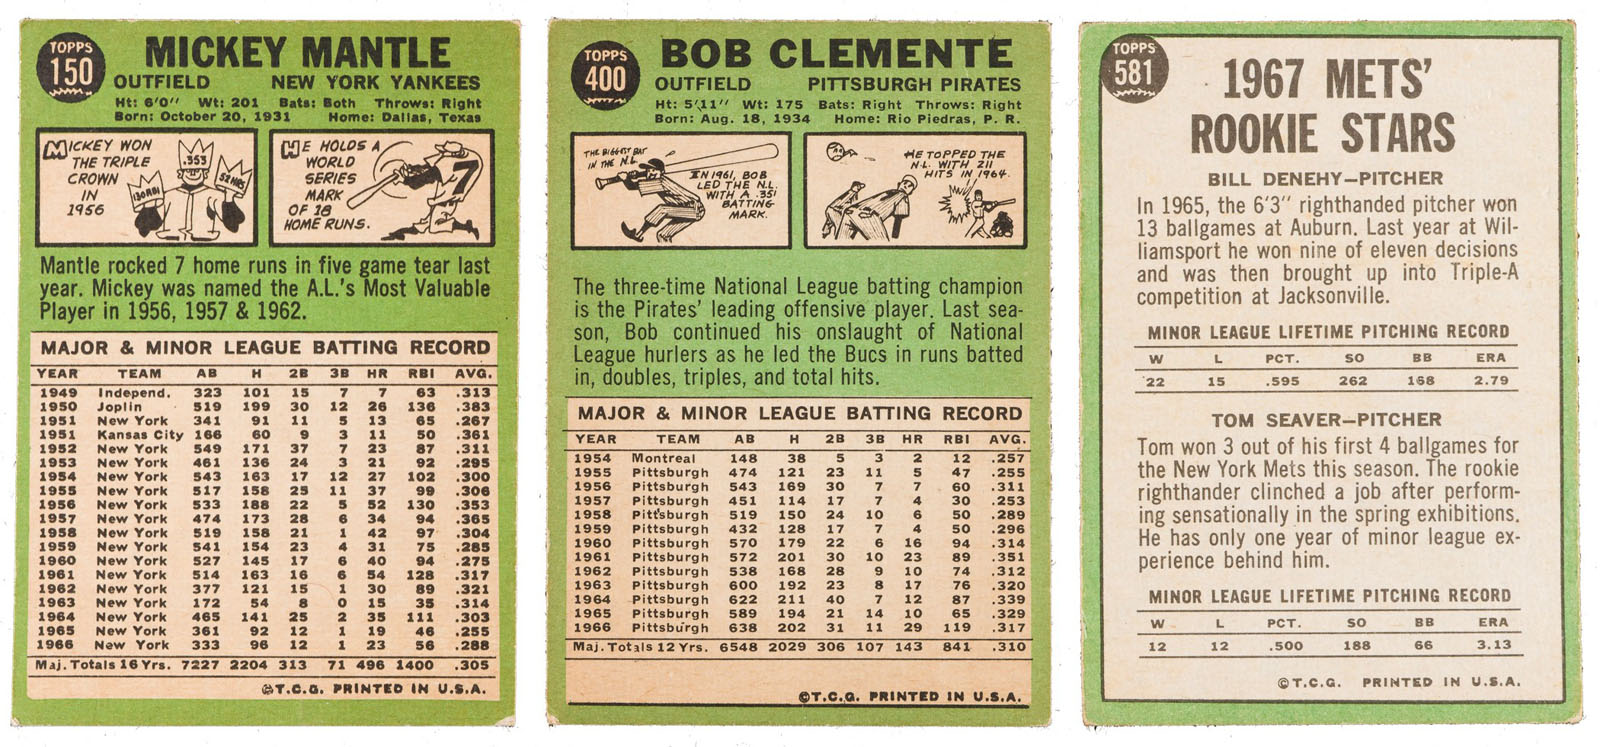 TOPPS
150
MICKEY MANTLE
OUTFIELD NEW YORK YANKEES
Ht: 6'0" Wt: 201 Bats: Both Throws: Right
Born: October 20, 1931 Home: Dallas, Texas
MICKEY WON
THE TRIPLE
CROWN
IN
1956
130 RBI
.353
52 HRS
HE HOLDS A
WORLD
SERIES
MARK
OF 18
HOME RUNS.
7
Mantle rocked 7 home runs in five game tear last
year. Mickey was named the A.L.'s Most Valuable
Player in 1956, 1957 & 1962.
MAJOR & MINOR LEAGUE BATTING RECORD
YEAR TEAM AB H 2B 3B HR RBI AVG.
1949 Independ. 323 101 15 7 7 63 .313
1950 Joplin 519 199 30 12 26 136 .383
1951 New York 341 91 11 5 13 65 .267
1951 Kansas City 166 60 9 3 11 50 .361
1952 New York 549 171 37 7 23 87 .311
1953 New York 461 136 24 3 21 92 .295
1954 New York 543 163 17 12 27 102 .300
1955 New York 517 158 25 11 37 99 .306
1956 New York 533 188 22 5 52 130 .353
1957 New York 474 173 28 6 34 94 .365
1958 New York 519 158 21 1 42 97 .304
1959 New York 541 154 23 4 31 75 .285
1960 New York 527 145 17 6 40 94 .275
1961 New York 514 163 16 6 54 128 .317
1962 New York 377 121 15 1 30 89 .321
1963 New York 172 54 8 0 15 35 .314
1964 New York 465 141 25 2 35 111 .303
1965 New York 361 92 12 1 19 46 .255
1966 New York 333 96 12 1 23 56 .288
Maj. Totals 16 Yrs. 7227 2204 313 71 496 1400 .305
©T.C.G. PRINTED IN U.S.A.
TOPPS
400
BOB CLEMENTE
OUTFIELD PITTSBURGH PIRATES
Ht: 5'11" Wt: 175 Bats: Right Throws: Right
Born: Aug. 18, 1934 Home: Rio Piedras, P. R.
THE BIGGEST BAT
IN THE N.L.
IN 1961, BOB
LED THE N.L.
WITH A .351
BATTING
MARK.
HE TOPPED THE
N.L. WITH 211
HITS IN 1964.
The three-time National League batting champion
is the Pirates' leading offensive player. Last sea-
son, Bob continued his onslaught of National
League hurlers as he led the Bucs in runs batted
in, doubles, triples, and total hits.
MAJOR & MINOR LEAGUE BATTING RECORD
YEAR TEAM AB H 2B 3B HR RBI AVG.
1954 Montreal 148 38 5 3 2 12 .257
1955 Pittsburgh 474 121 23 11 5 47 .255
1956 Pittsburgh 543 169 30 7 7 60 .311
1957 Pittsburgh 451 114 17 7 4 30 .253
1958 Pittsburgh 519 150 24 10 6 50 .289
1959 Pittsburgh 432 128 17 7 4 50 .296
1960 Pittsburgh 570 179 22 6 16 94 .314
1961 Pittsburgh 572 201 30 10 23 89 .351
1962 Pittsburgh 538 168 28 9 10 74 .312
1963 Pittsburgh 600 192 23 8 17 76 .320
1964 Pittsburgh 622 211 40 7 12 87 .339
1965 Pittsburgh 589 194 21 14 10 65 .329
1966 Pittsburgh 638 202 31 11 29 119 .317
Maj. Totals 12 Yrs. 6548 2029 306 107 143 841 .310
©T.C.G. PRINTED IN U.S.A.
TOPPS
581
1967 METS'
ROOKIE STARS
BILL DENEHY—PITCHER
In 1965, the 6'3" righthanded pitcher won
13 ballgames at Auburn. Last year at Wil-
liamsport he won nine of eleven decisions
and was then brought up into Triple-A
competition at Jacksonville.
MINOR LEAGUE LIFETIME PITCHING RECORD
W L PCT. SO BB ERA
22 15 .595 262 168 2.79
TOM SEAVER—PITCHER
Tom won 3 out of his first 4 ballgames for
the New York Mets this season. The rookie
righthander clinched a job after perform-
ing sensationally in the spring exhibitions.
He has only one year of minor league ex-
perience behind him.
MINOR LEAGUE LIFETIME PITCHING RECORD
W L PCT. SO BB ERA
12 12 .500 188 66 3.13
©T.C.G. PRINTED IN U.S.A.